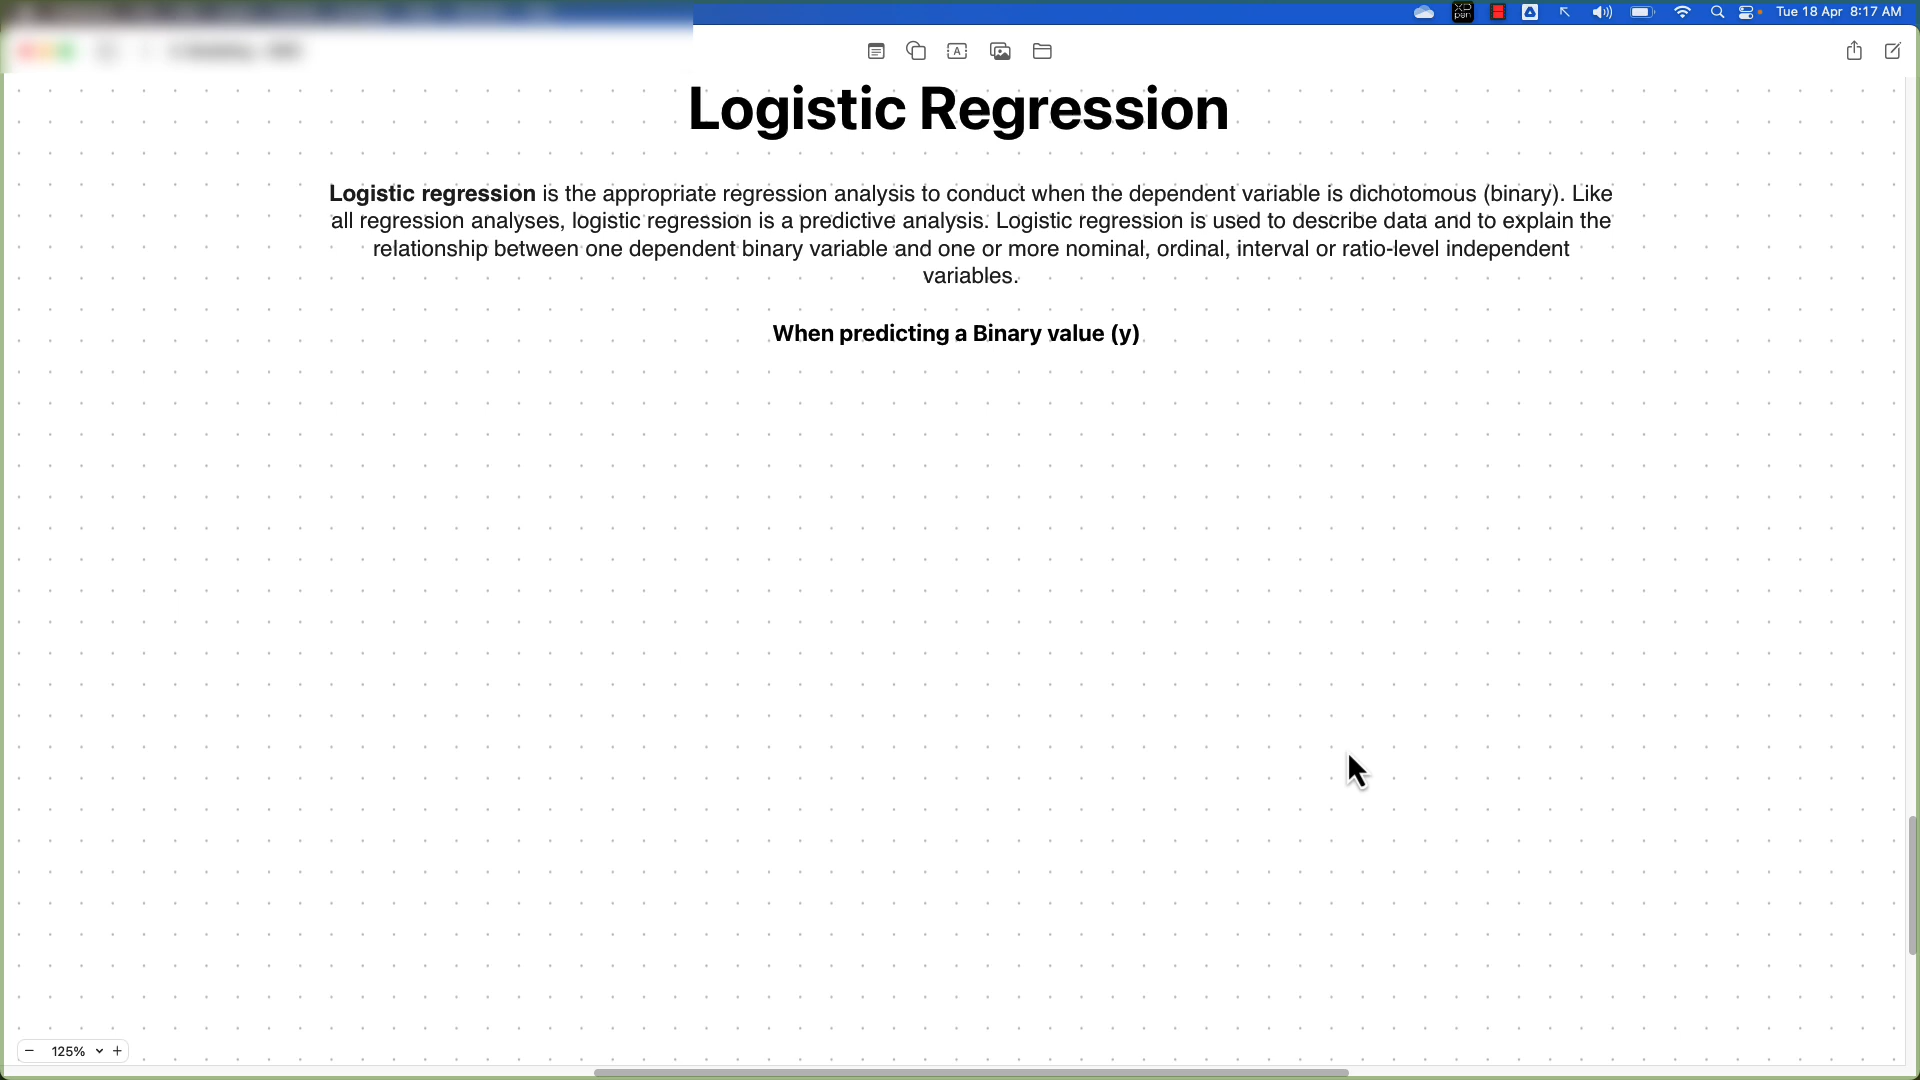 Tue 18 Apr 8:17 AM
Logistic Regression
Logistic regression is the appropriate regression analysis to conduct when the dependent variable is dichotomous (binary). Like
all regression analyses, logistic regression is a predictive analysis. Logistic regression is used to describe data and to explain the
relationship between one dependent binary variable and one or more nominal, ordinal, interval or ratio-level independent
variables.
When predicting a Binary value (y)
− 125% +